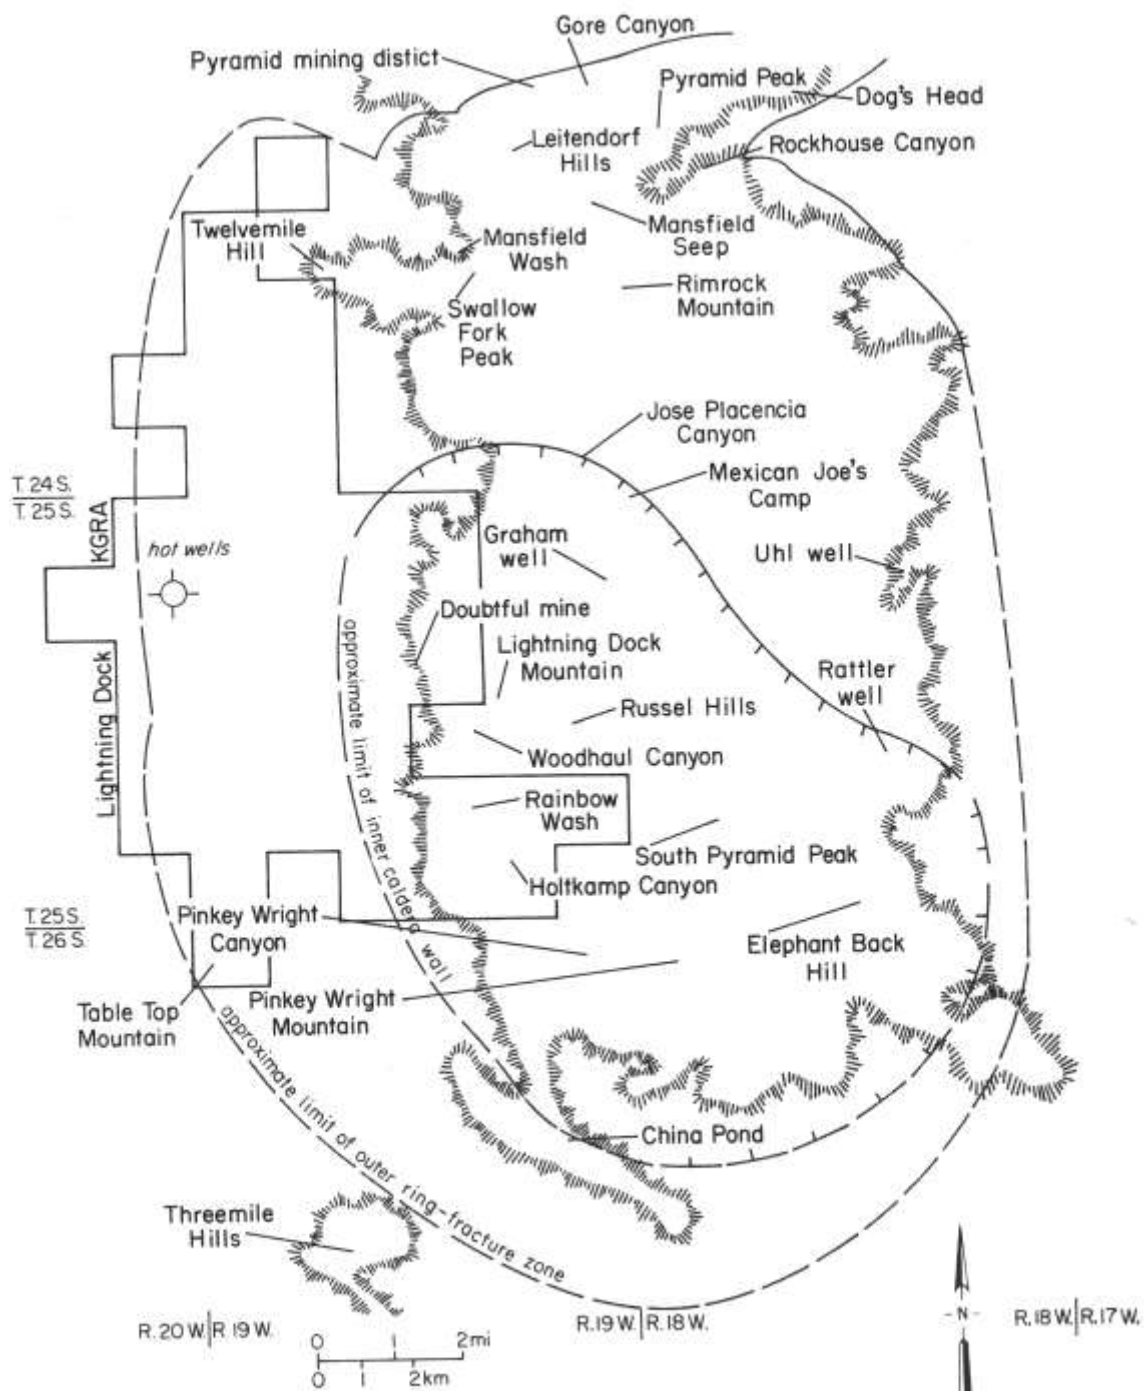 Gore Canyon
Pyramid mining distict
Pyramid Peak
Dog's Head
Leitendorf
Hills
Rockhouse Canyon
Twelvemile
Hill
Mansfield
Wash
Mansfield
Seep
Rimrock
Mountain
Swallow
Fork
Peak
Jose Placencia
Canyon
Mexican Joe's
Camp
T. 24 S.
T. 25 S.
KGRA
hot wells
Graham
well
Uhl well
Doubtful mine
Lightning Dock
Mountain
Rattler
well
Russel Hills
Lightning Dock
approximate limit of inner caldera wall
Woodhaul Canyon
Rainbow
Wash
South Pyramid Peak
Holtkamp Canyon
T. 25 S.
T. 26 S.
Pinkey Wright
Canyon
Elephant Back
Hill
Pinkey Wright
Mountain
Table Top
Mountain
approximate limit of outer ring-fracture zone
China Pond
Threemile
Hills
R. 20 W. R 19 W.
R. 19 W. R. 18 W.
-N-
R. 18 W. R. 17 W.
0 1 2mi
0 1 2km